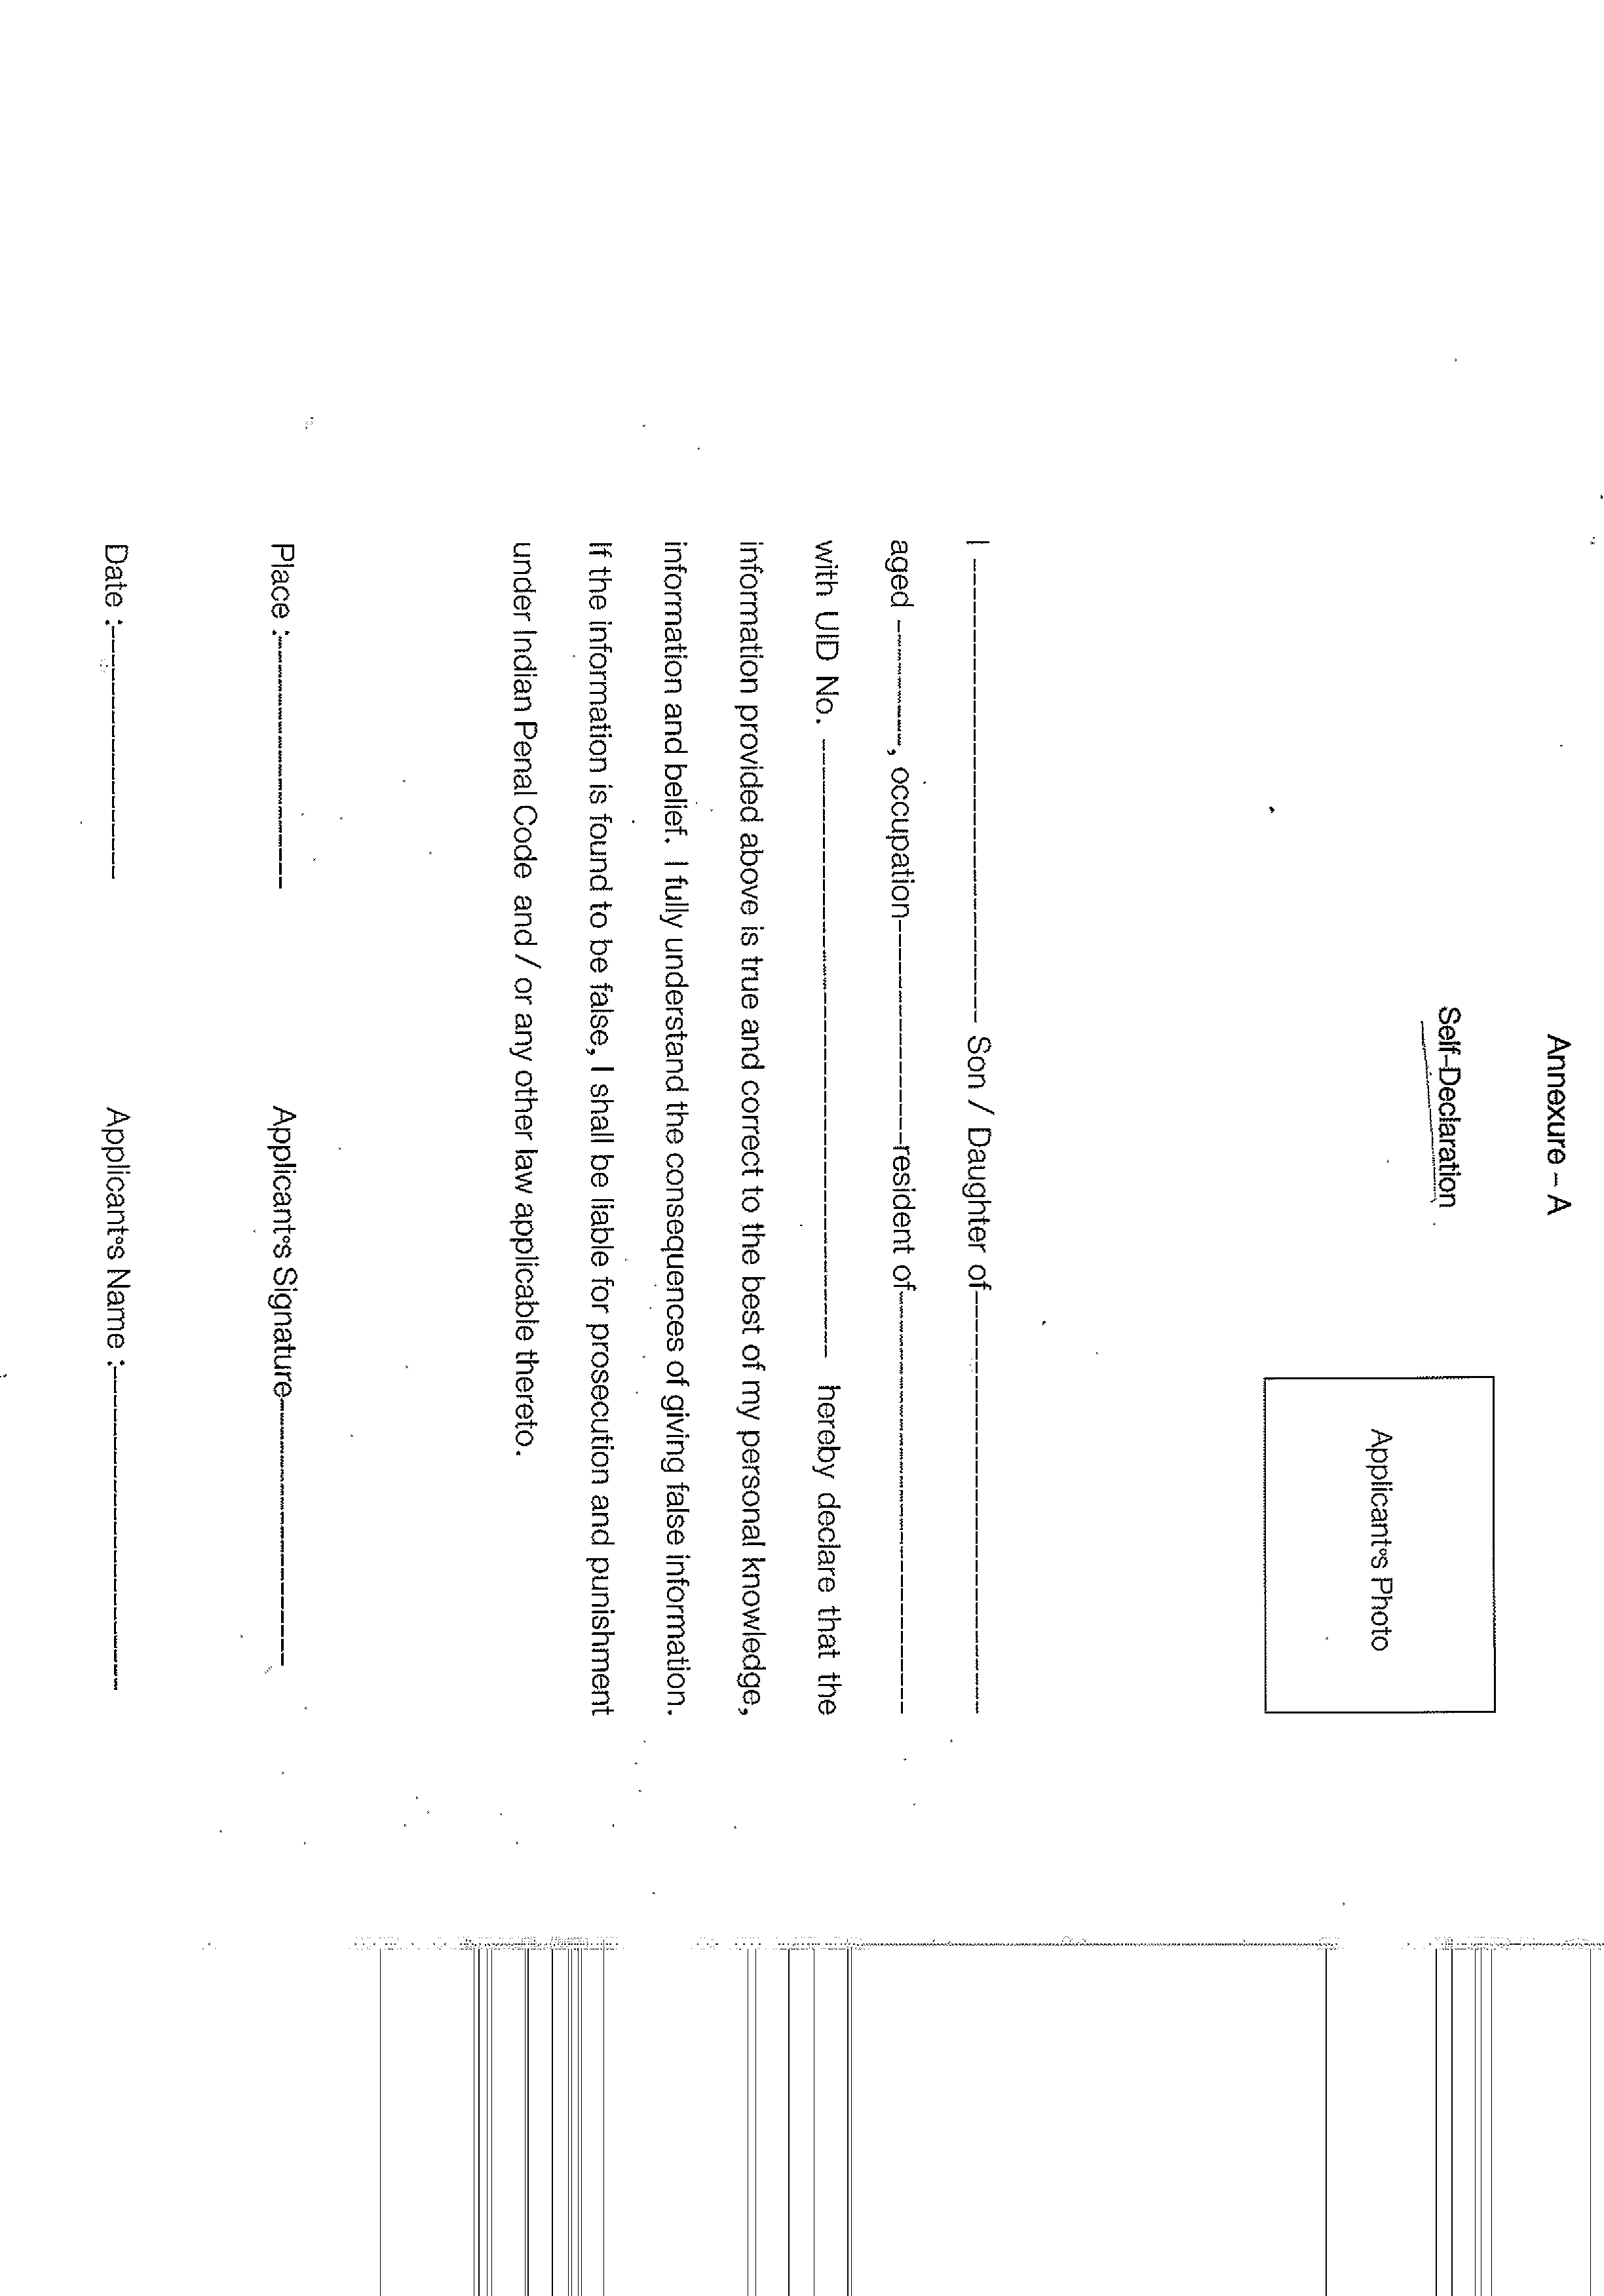 Annexure – A
Self-Declaration
Applicant's Photo
I ------------------------------ Son / Daughter of------------------------------
aged ----------, occupation--------------------resident of------------------------------
with UID No. ---------------------------------------- hereby declare that the
information provided above is true and correct to the best of my personal knowledge,
information and belief. I fully understand the consequences of giving false information.
If the information is found to be false, I shall be liable for prosecution and punishment
under Indian Penal Code and / or any other law applicable thereto.
Place :-------------------- Applicant's Signature--------------------
Date :-------------------- Applicant's Name :--------------------